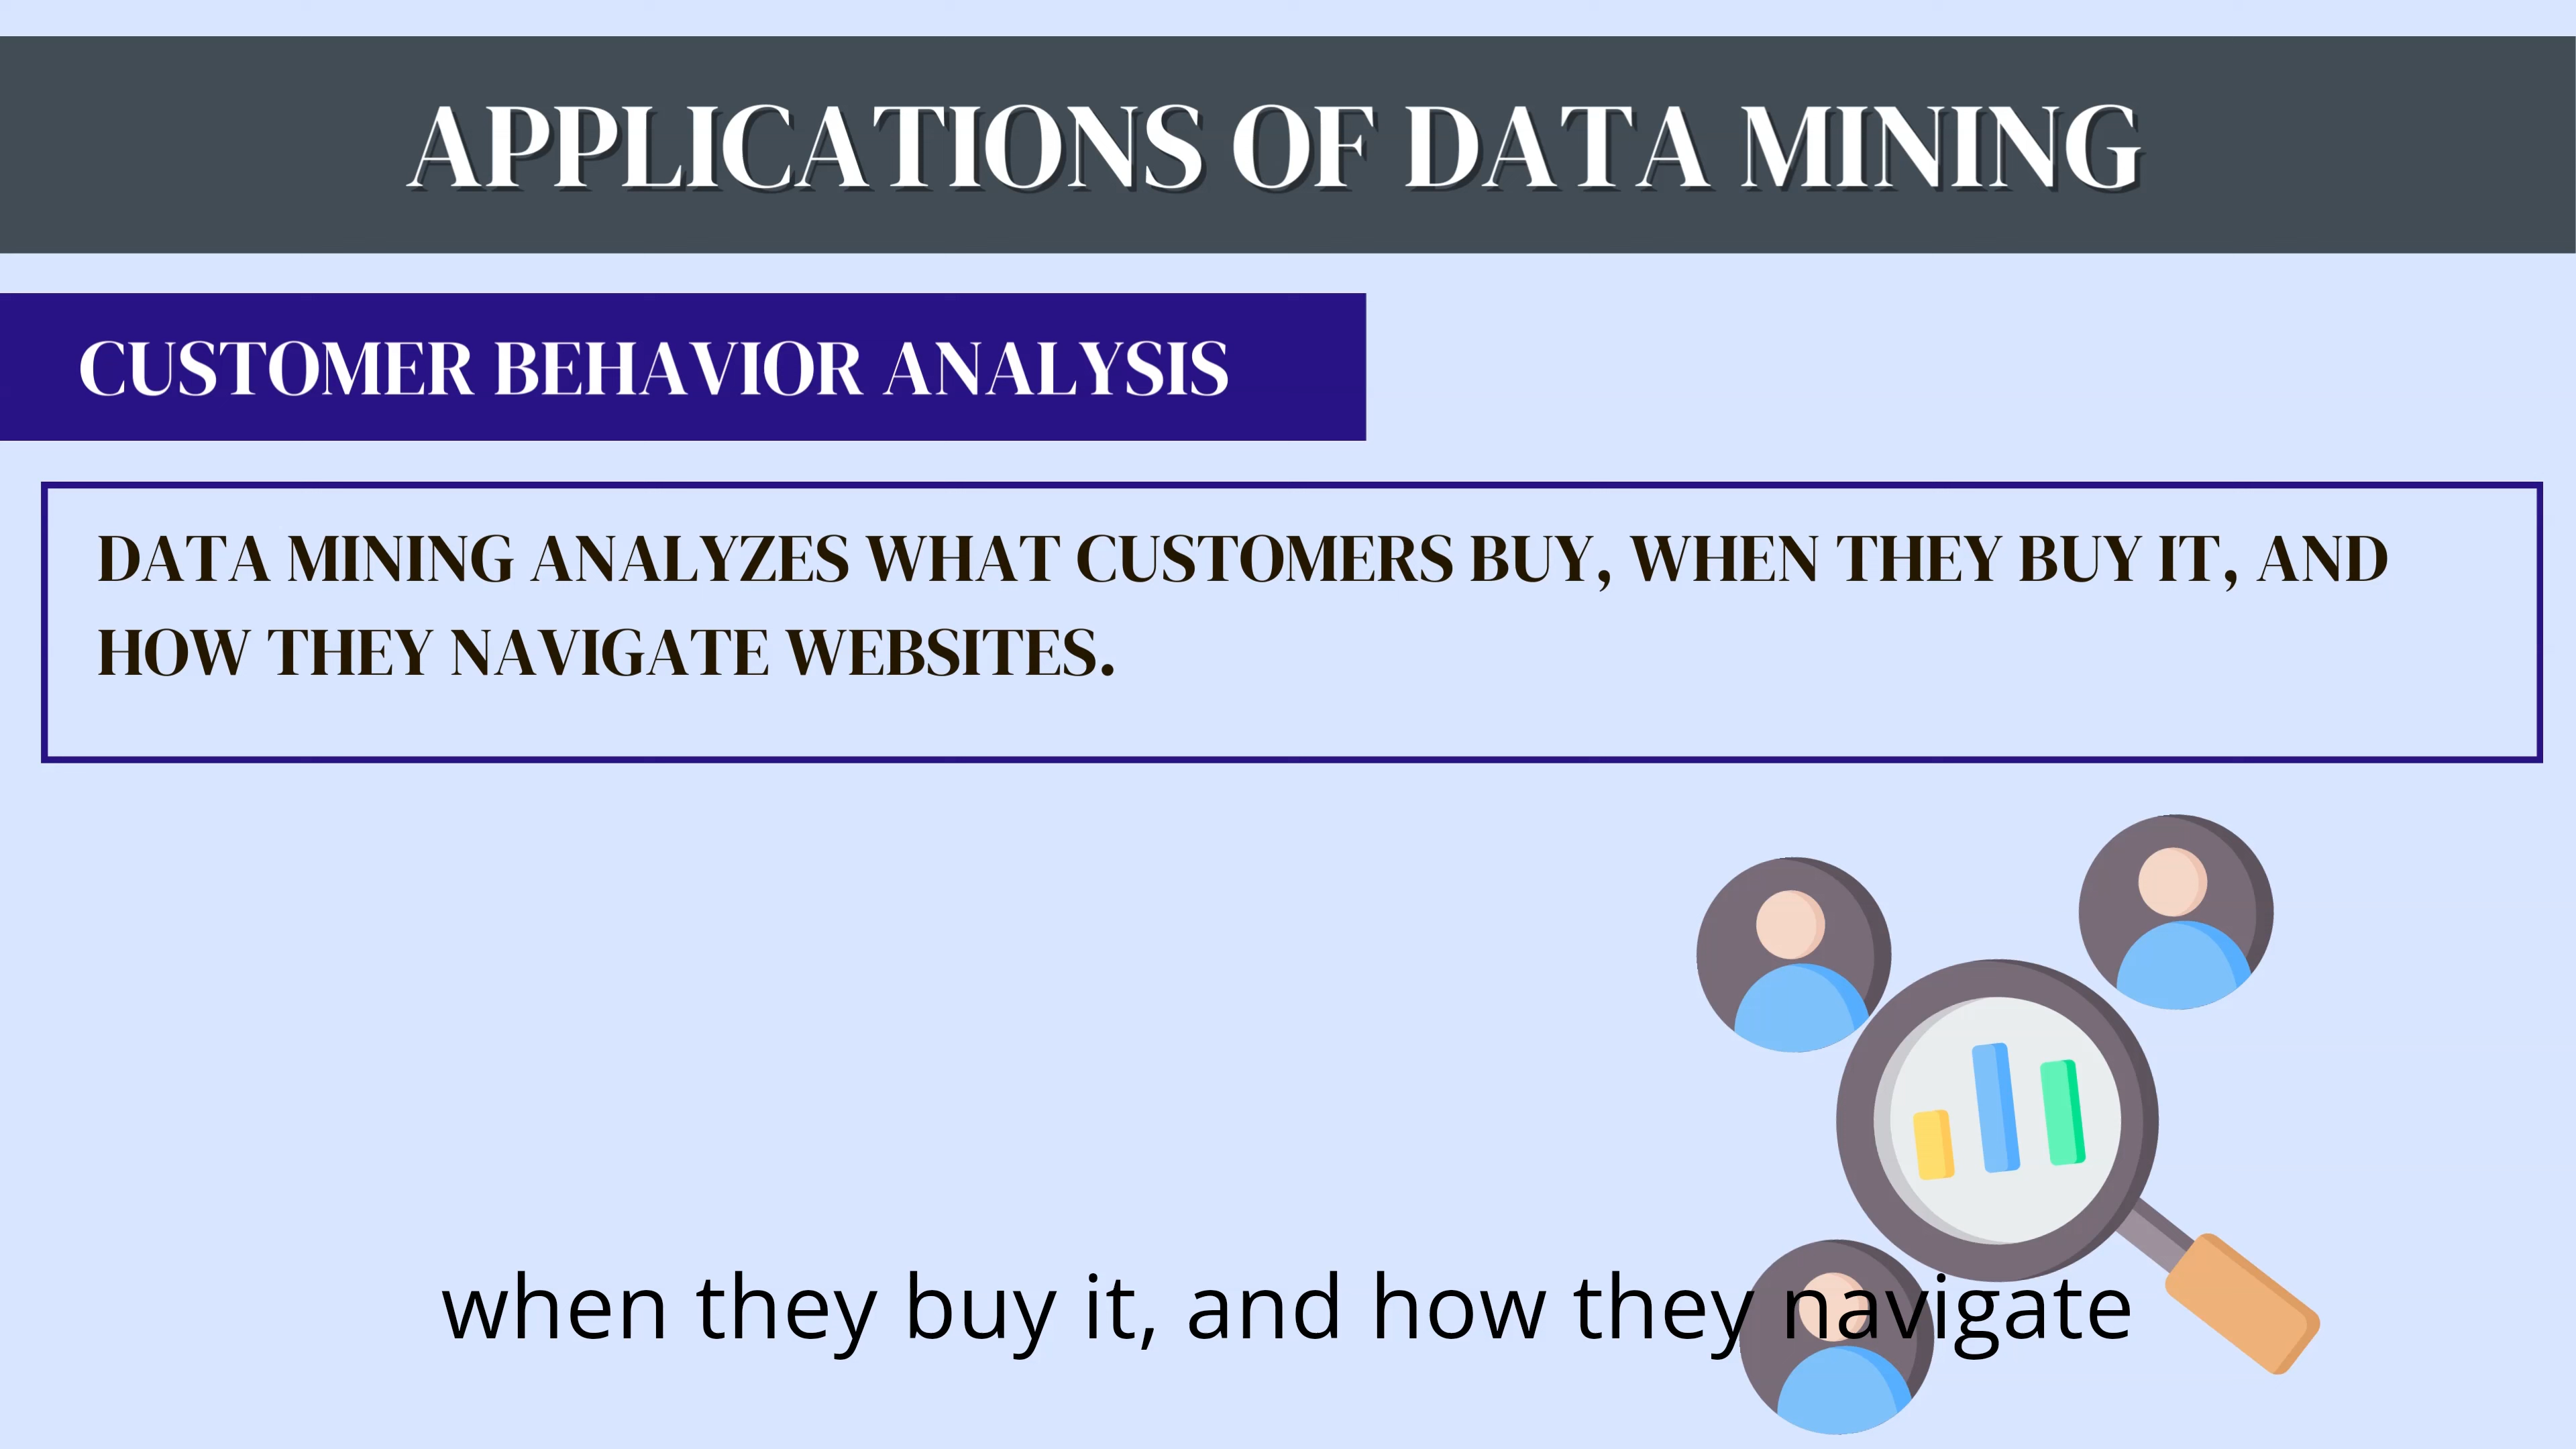 APPLICATIONS OF DATA MINING
CUSTOMER BEHAVIOR ANALYSIS
DATA MINING ANALYZES WHAT CUSTOMERS BUY, WHEN THEY BUY IT, AND
HOW THEY NAVIGATE WEBSITES.
when they buy it, and how they navigate